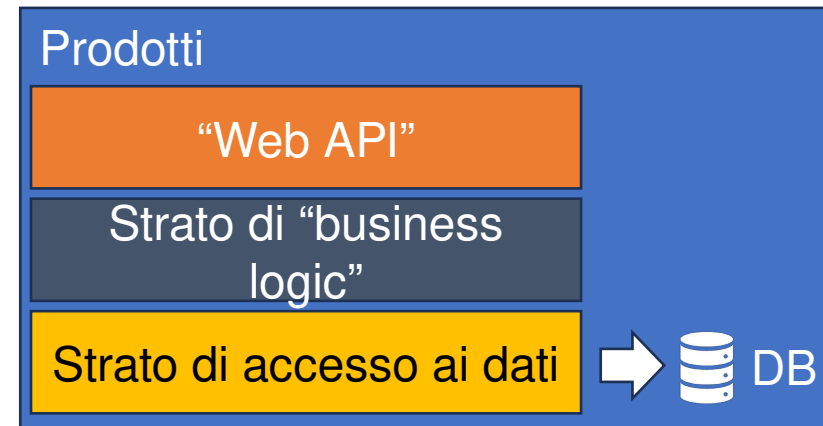 Prodotti
“Web API”
Strato di “business
logic”
Strato di accesso ai dati
DB